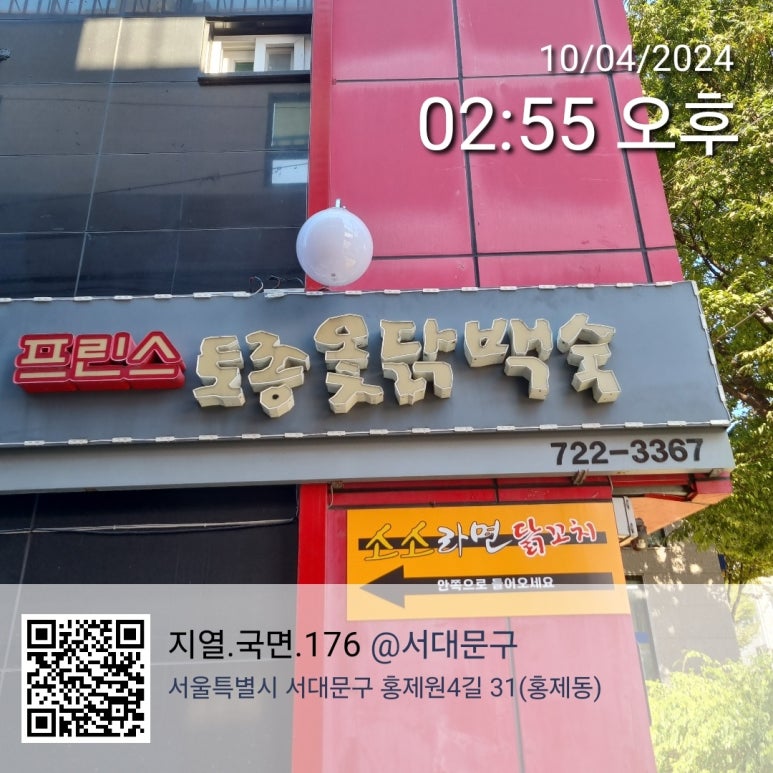 10/04/2024
02:55 오후
프린스 토종옻닭백숙
722-3367
소소라면 닭꼬치
안쪽으로 들어오세요
지열.국면.176 @서대문구
서울특별시 서대문구 홍제원4길 31(홍제동)